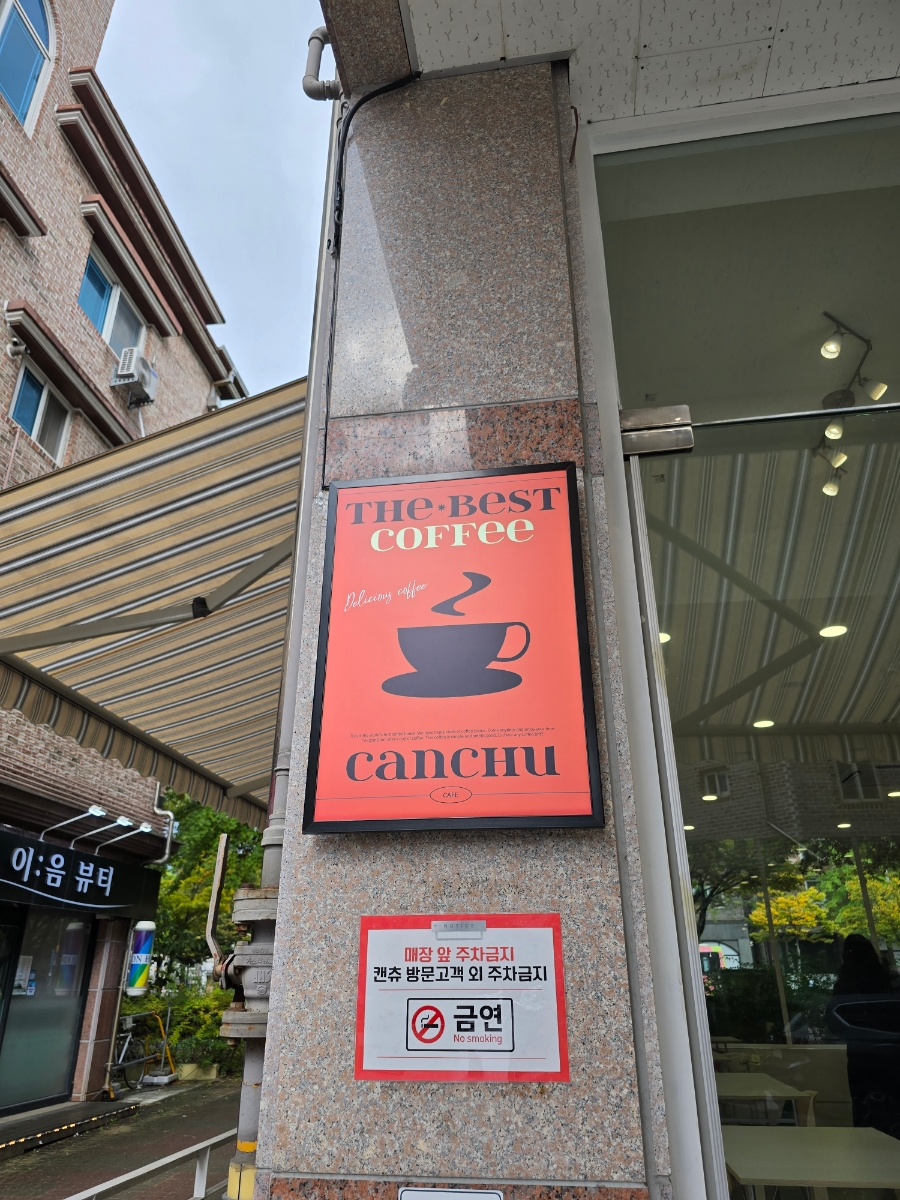 THE*BEST
COFFEE
Delicious coffee
CANCHU
CAFE
NOTICE
매장 앞 주차금지
캔츄 방문고객 외 주차금지
금연
No smoking
이:음 뷰티